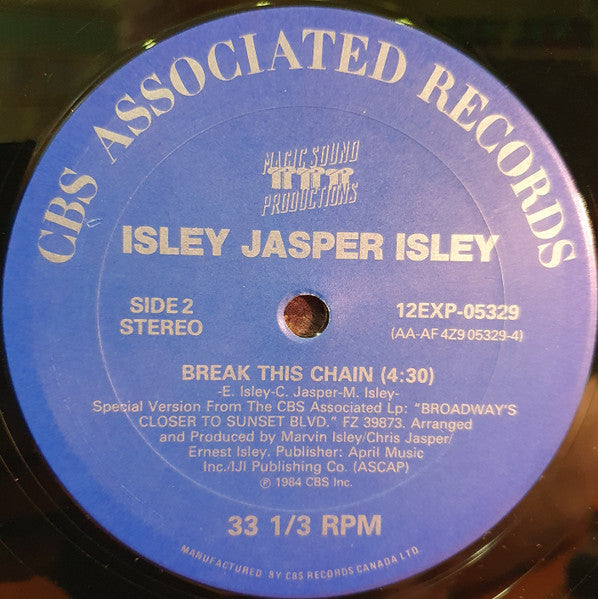 CBS ASSOCIATED RECORDS
MAGIC SOUND
PRODUCTIONS
ISLEY JASPER ISLEY
SIDE 2
STEREO
12EXP-05329
(AA-AF 4Z9 05329-4)
BREAK THIS CHAIN (4:30)
-E. Isley-C. Jasper-M. Isley-
Special Version From The CBS Associated Lp: "BROADWAY'S
CLOSER TO SUNSET BLVD." FZ 39873. Arranged
and Produced by Marvin Isley/Chris Jasper/
Ernest Isley. Publisher: April Music
Inc./IJI Publishing Co. (ASCAP)
℗ 1984 CBS Inc.
33 1/3 RPM
MANUFACTURED BY CBS RECORDS CANADA LTD.